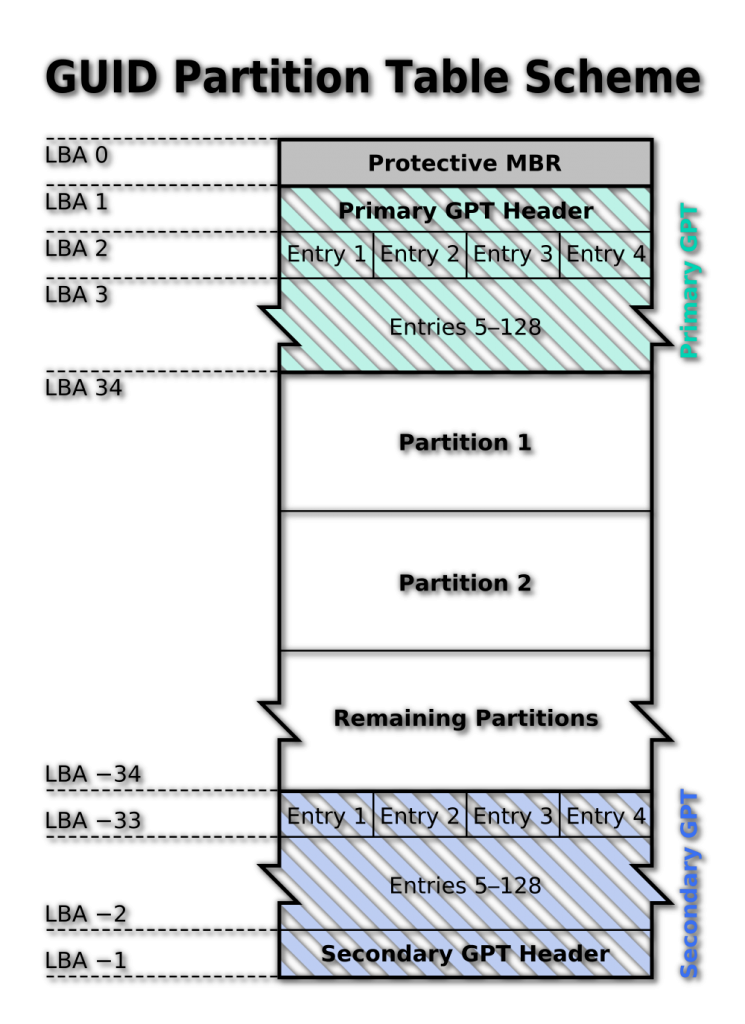 GUID Partition Table Scheme
LBA 0
Protective MBR
LBA 1
Primary GPT Header
LBA 2
Entry 1 Entry 2 Entry 3 Entry 4
LBA 3
Entries 5–128
Primary GPT
LBA 34
Partition 1
Partition 2
Remaining Partitions
LBA −34
LBA −33
Entry 1 Entry 2 Entry 3 Entry 4
Entries 5–128
LBA −2
Secondary GPT Header
LBA −1
Secondary GPT